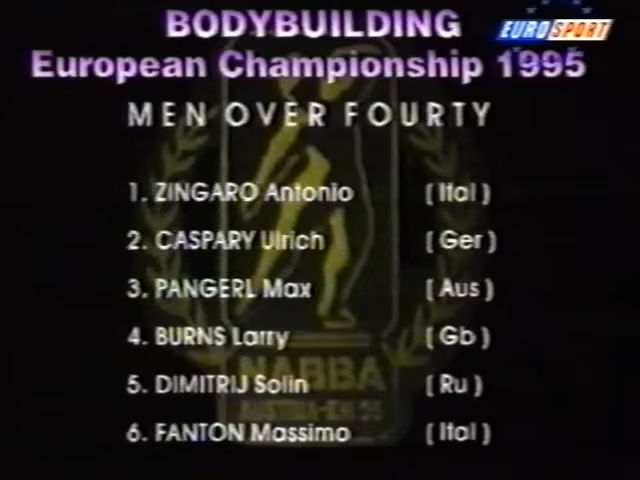 BODYBUILDING
EUROSPORT
European Championship 1995
MEN OVER FOURTY
1. ZINGARO Antonio (Ital)
2. CASPARY Ulrich (Ger)
3. PANGERL Max (Aus)
4. BURNS Larry (Gb)
5. DIMITRIJ Solin (Ru)
NABBA
6. FANTON Massimo (Ital)